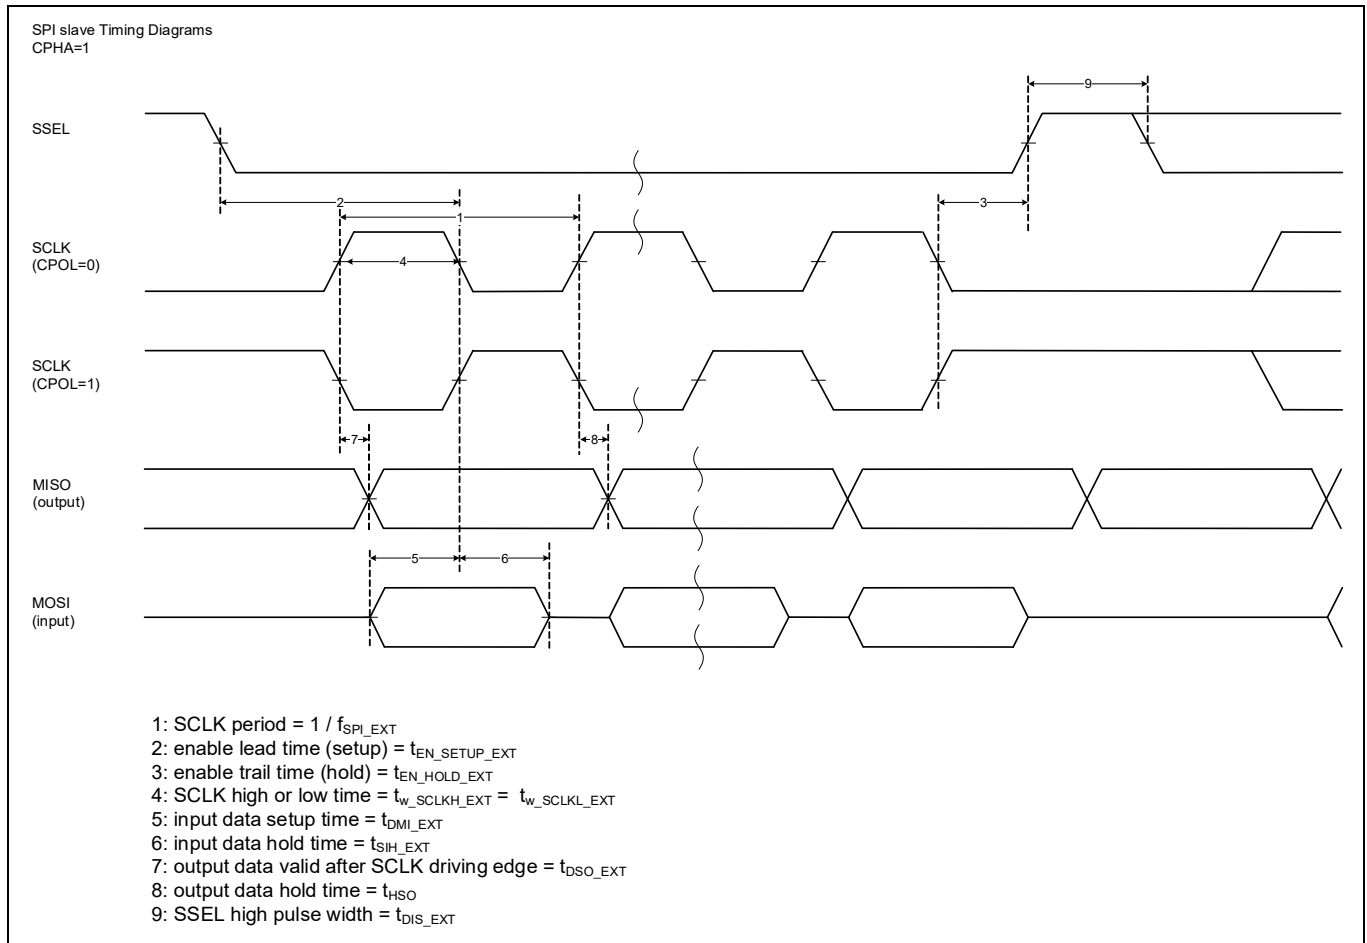 SPI slave Timing Diagrams
CPHA=1
9
SSEL
2
3
1
SCLK
(CPOL=0)
4
SCLK
(CPOL=1)
7
8
MISO
(output)
5
6
MOSI
(input)
1: SCLK period = 1 / fSPI_EXT
2: enable lead time (setup) = tEN_SETUP_EXT
3: enable trail time (hold) = tEN_HOLD_EXT
4: SCLK high or low time = tw_SCLKH_EXT = tw_SCLKL_EXT
5: input data setup time = tDMI_EXT
6: input data hold time = tSIH_EXT
7: output data valid after SCLK driving edge = tDSO_EXT
8: output data hold time = tHSO
9: SSEL high pulse width = tDIS_EXT